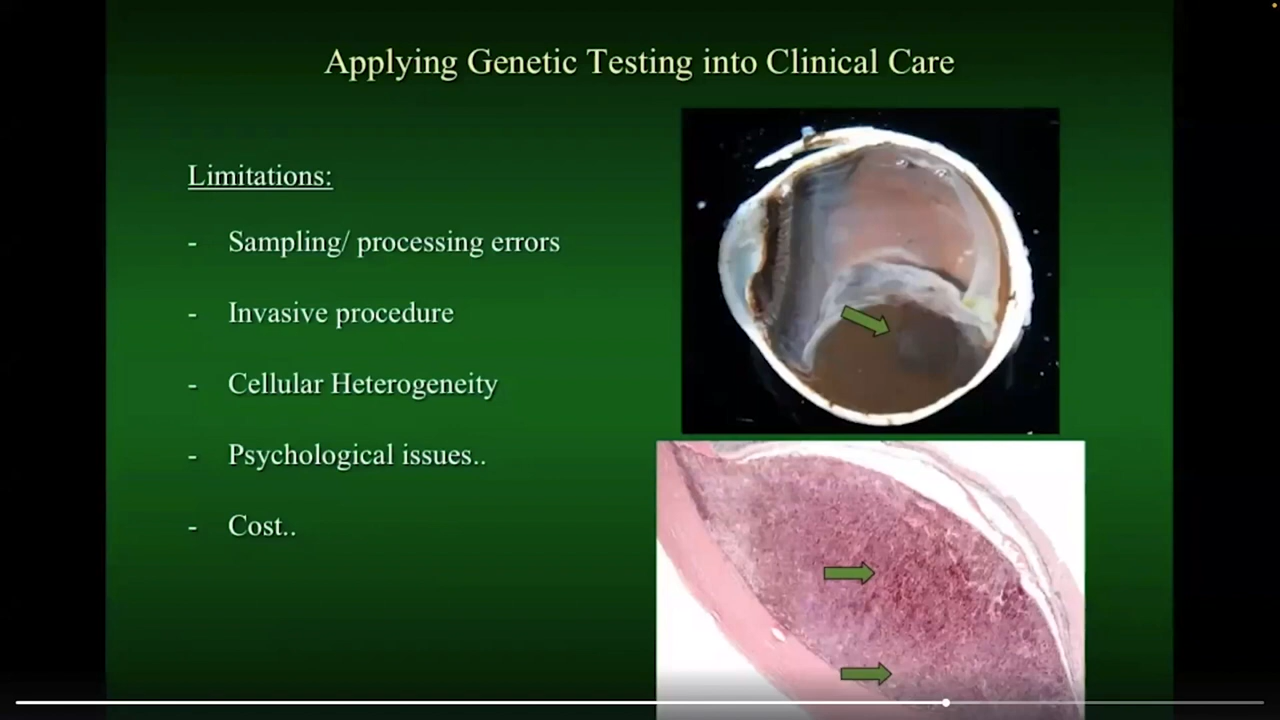 Applying Genetic Testing into Clinical Care
Limitations:
- Sampling/ processing errors
- Invasive procedure
- Cellular Heterogeneity
- Psychological issues..
- Cost..